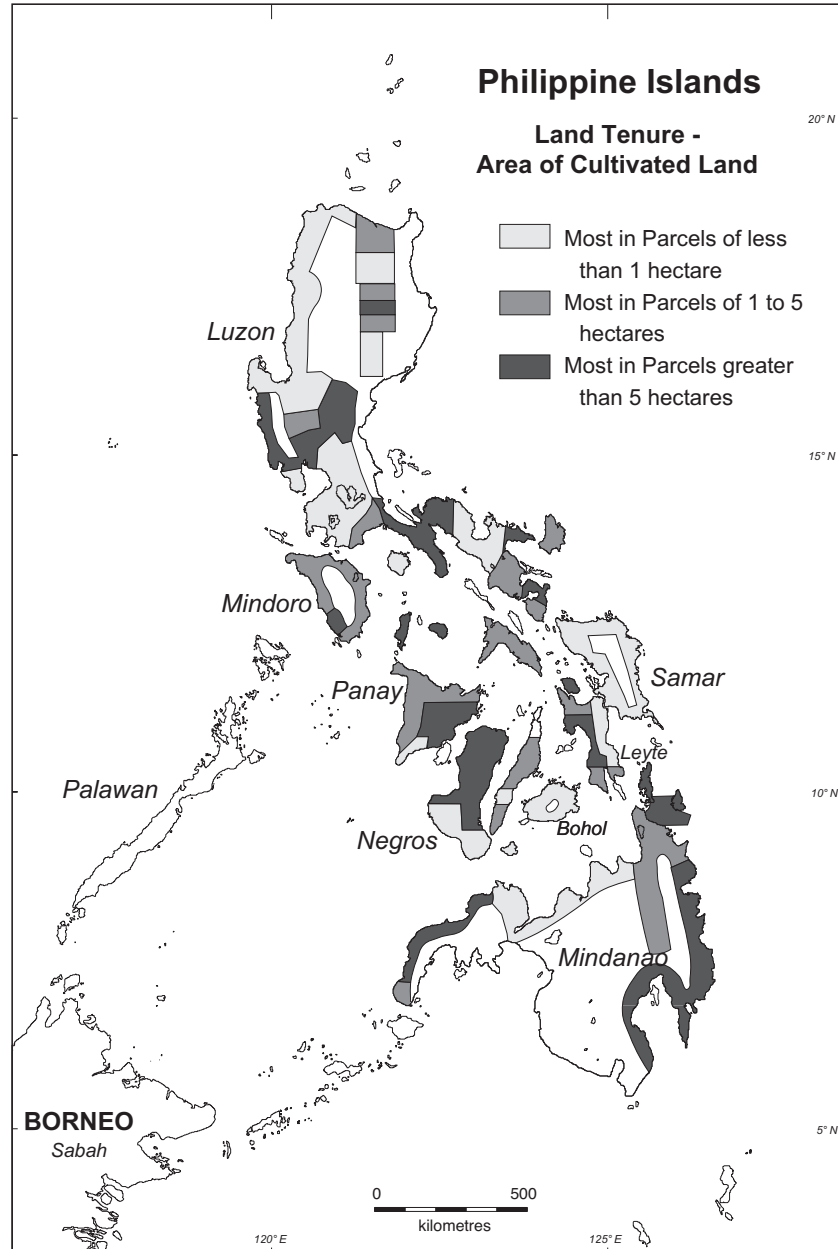 Philippine Islands
Land Tenure -
Area of Cultivated Land
20° N
Most in Parcels of less
than 1 hectare
Most in Parcels of 1 to 5
hectares
Most in Parcels greater
than 5 hectares
Luzon
15° N
Mindoro
Samar
Panay
Leyte
Palawan
10° N
Negros
Bohol
Mindanao
BORNEO
Sabah
5° N
0 500
kilometres
120° E
125° E